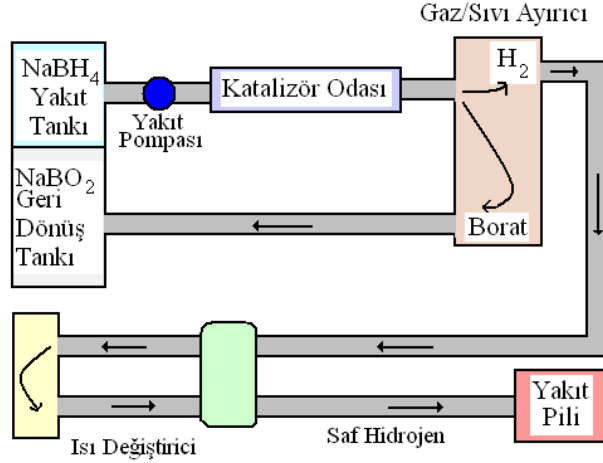 Gaz/Sıvı Ayırıcı
NaBH₄
Yakıt
Tankı
Yakıt
Pompası
Katalizör Odası
H₂
NaBO₂
Geri
Dönüş
Tankı
Borat
Isı Değiştirici
Saf Hidrojen
Yakıt
Pili